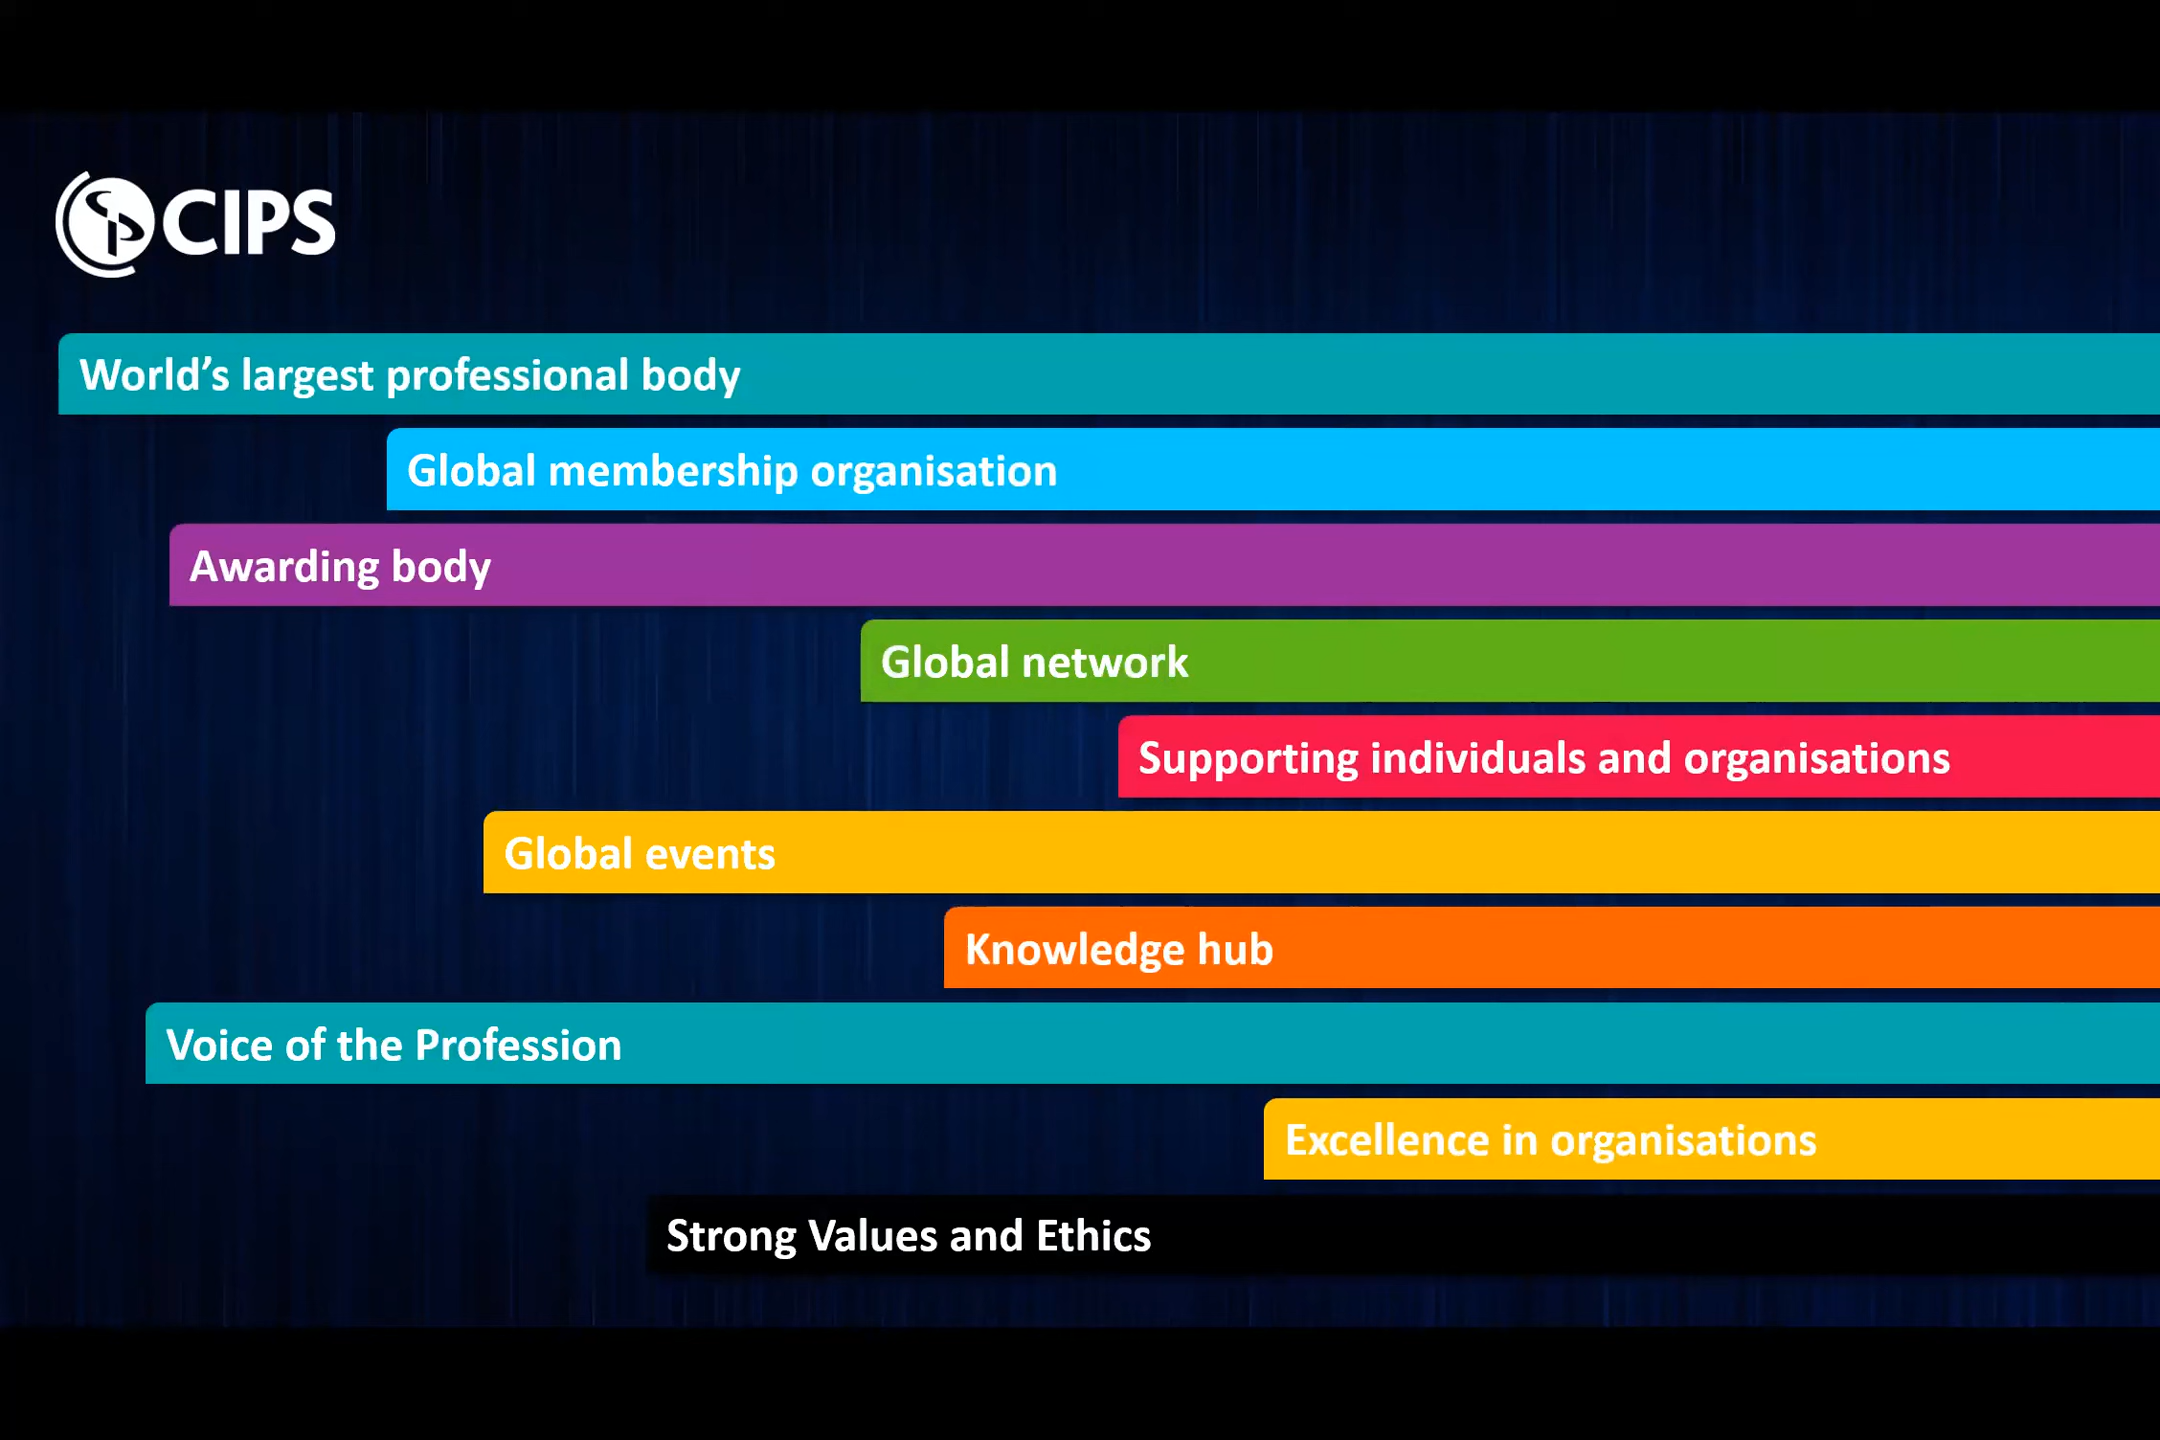 CIPS
World’s largest professional body
Global membership organisation
Awarding body
Global network
Supporting individuals and organisations
Global events
Knowledge hub
Voice of the Profession
Excellence in organisations
Strong Values and Ethics